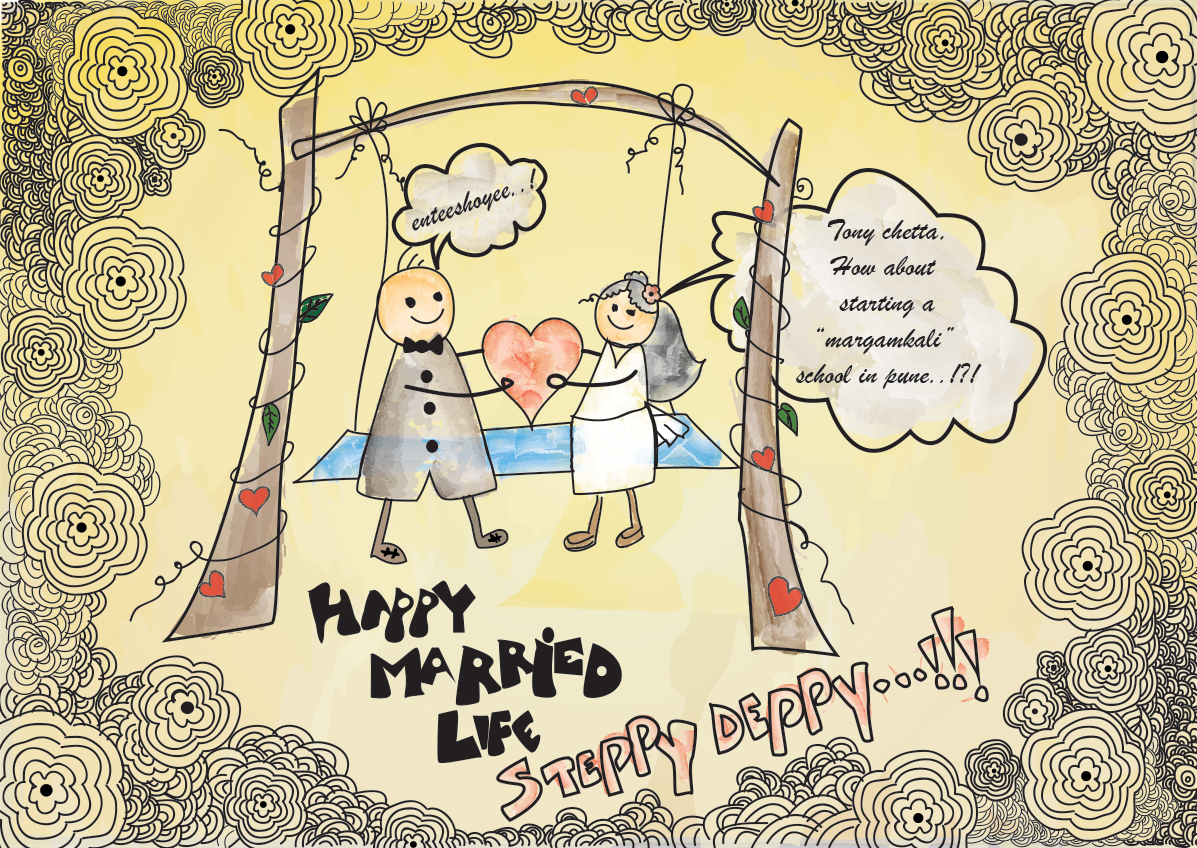 enteeshoyee..!
Tony chetta,
How about
starting a
"margamkali"
school in pune..!?!
HAPPY
MARRiED
LIFE
STEPPY DEPPY...!!!